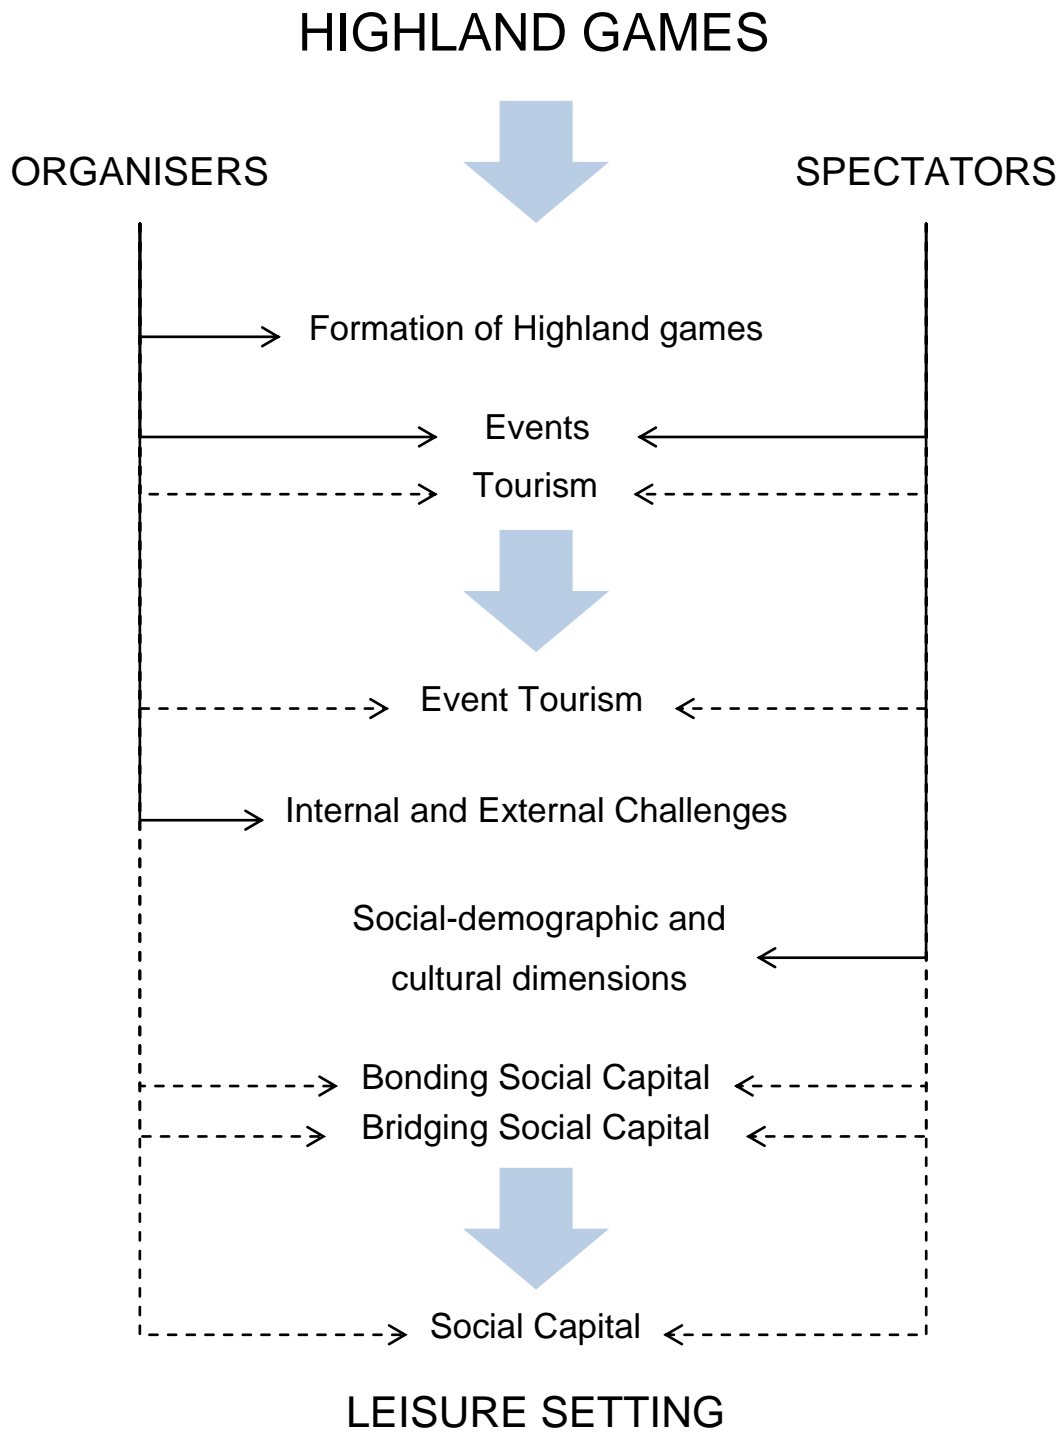 HIGHLAND GAMES
ORGANISERS
SPECTATORS
Formation of Highland games
Events
Tourism
Event Tourism
Internal and External Challenges
Social-demographic and
cultural dimensions
Bonding Social Capital
Bridging Social Capital
Social Capital
LEISURE SETTING